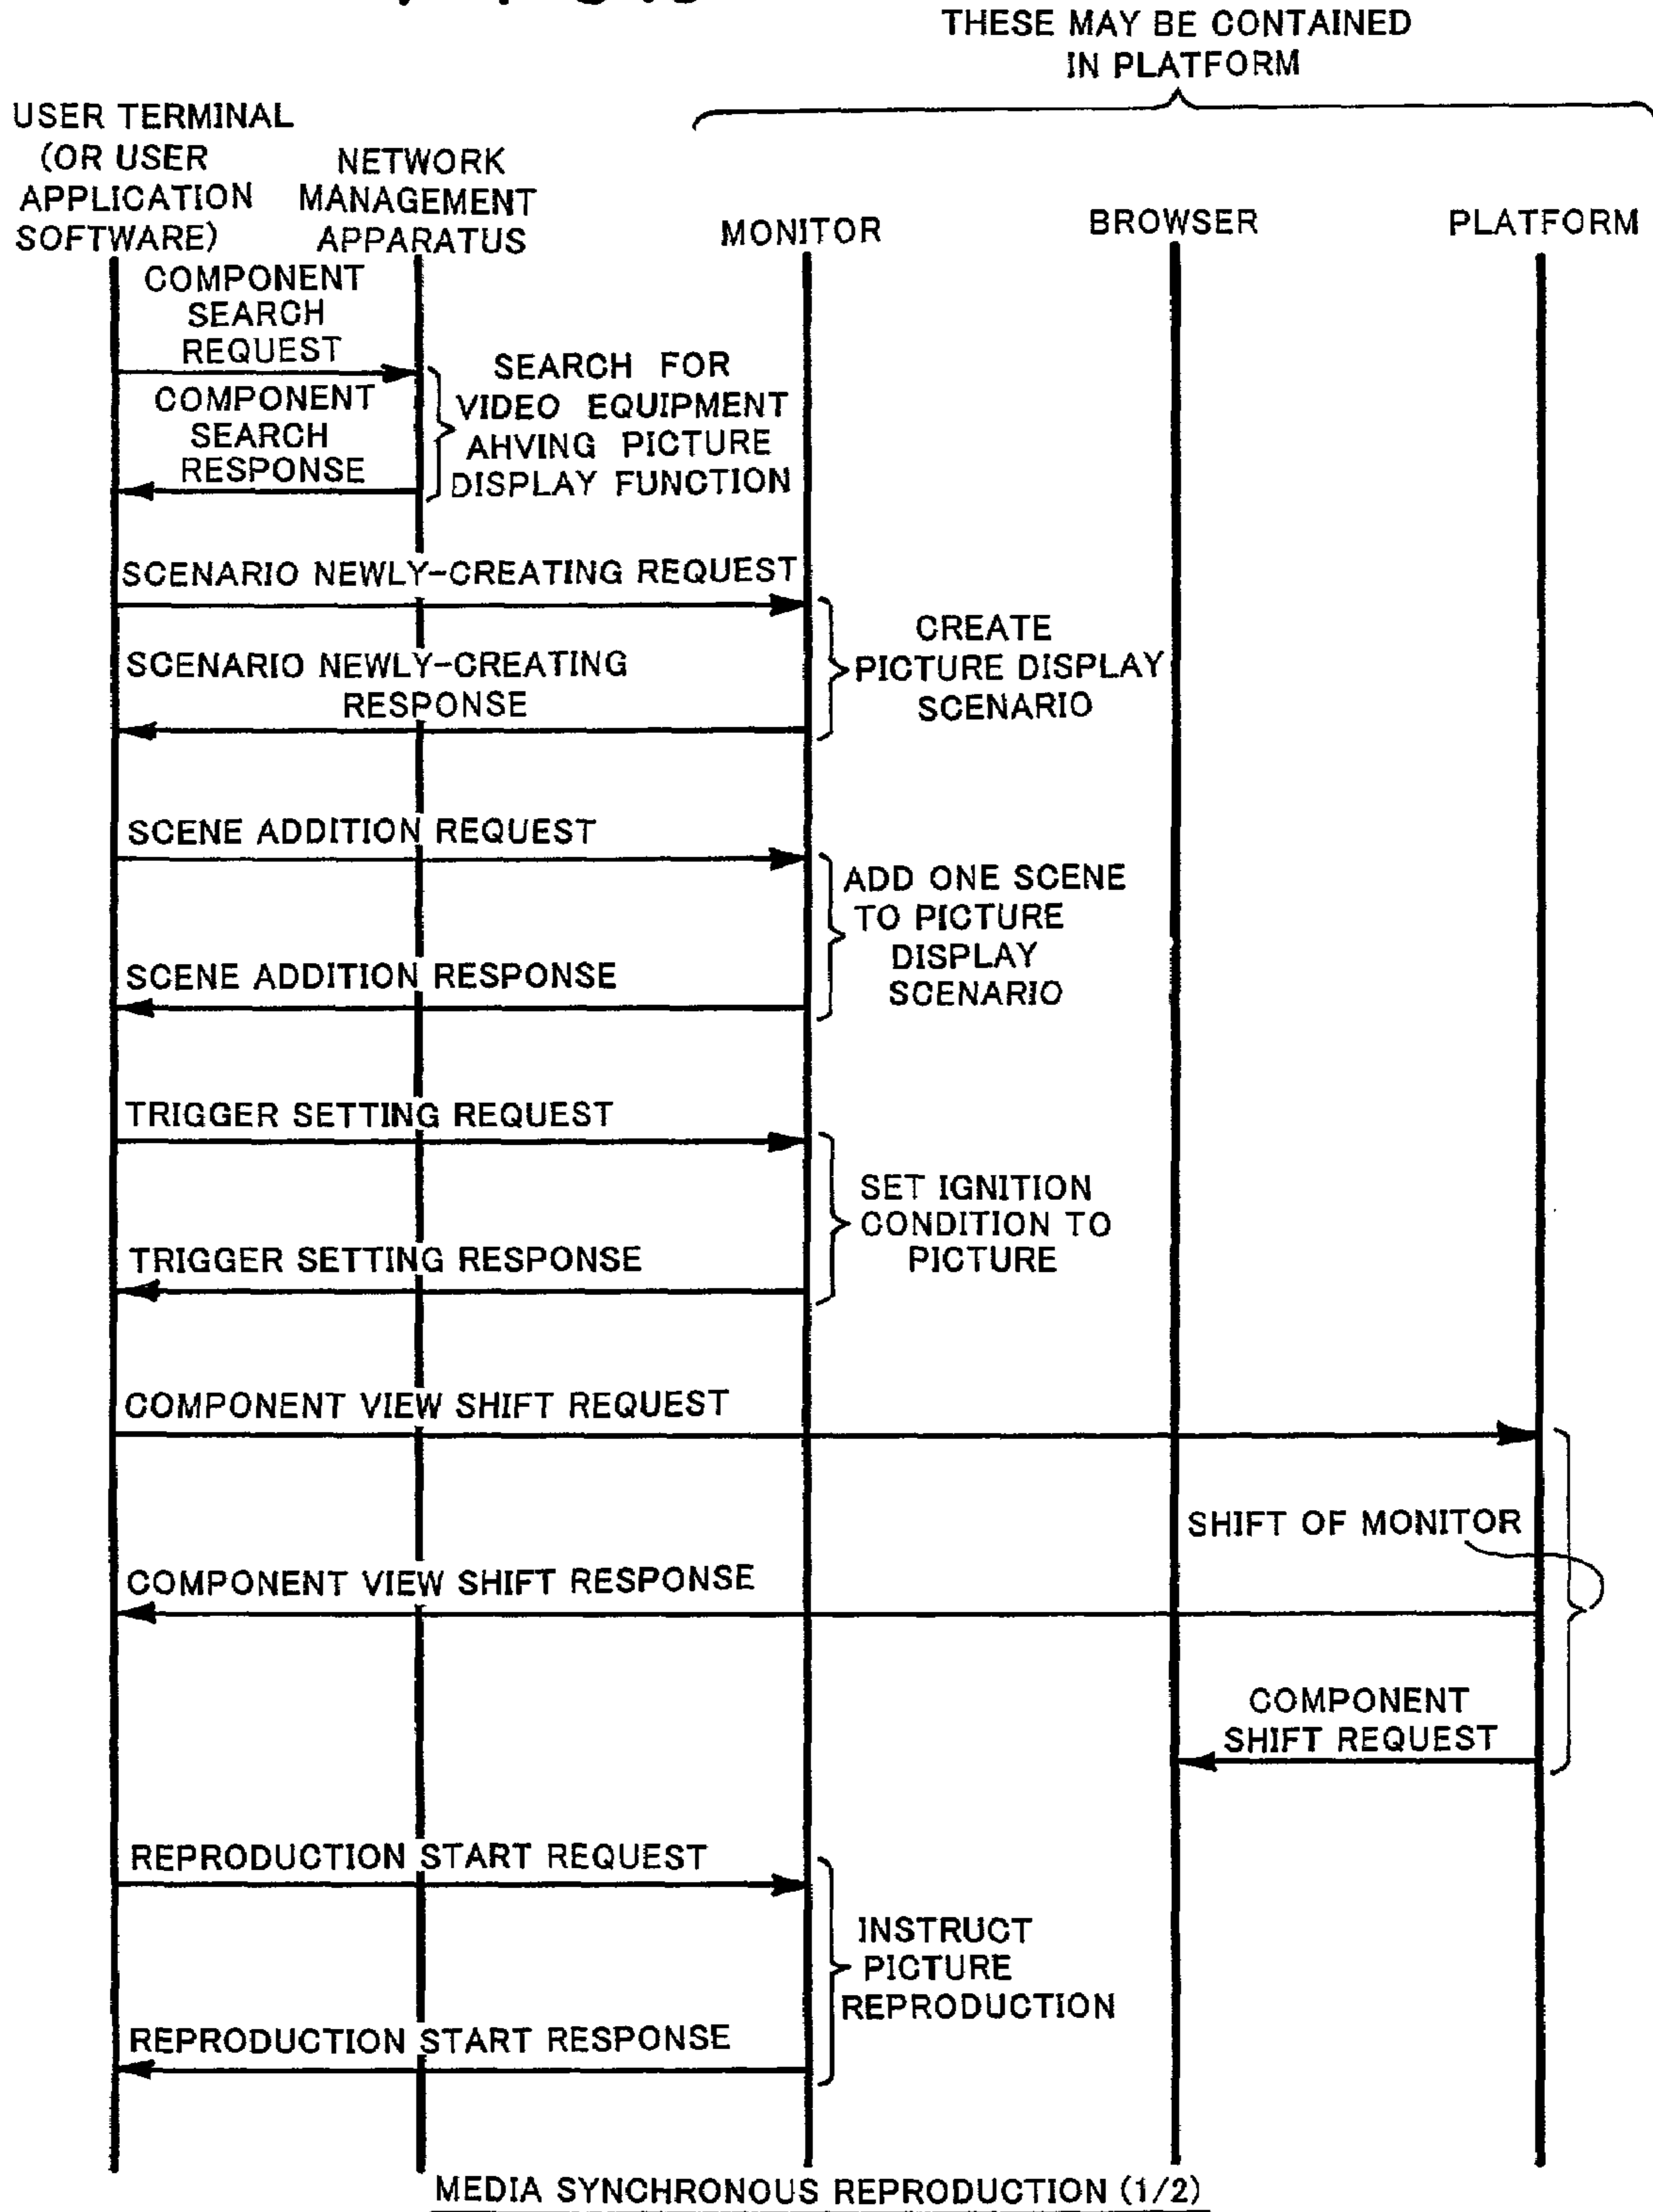 THESE MAY BE CONTAINED
IN PLATFORM
USER TERMINAL
(OR USER
APPLICATION
SOFTWARE)
NETWORK
MANAGEMENT
APPARATUS
MONITOR
BROWSER
PLATFORM
COMPONENT
SEARCH
REQUEST
COMPONENT
SEARCH
RESPONSE
SEARCH FOR
VIDEO EQUIPMENT
AHVING PICTURE
DISPLAY FUNCTION
SCENARIO NEWLY-CREATING REQUEST
SCENARIO NEWLY-CREATING
RESPONSE
CREATE
PICTURE DISPLAY
SCENARIO
SCENE ADDITION REQUEST
SCENE ADDITION RESPONSE
ADD ONE SCENE
TO PICTURE
DISPLAY
SCENARIO
TRIGGER SETTING REQUEST
TRIGGER SETTING RESPONSE
SET IGNITION
CONDITION TO
PICTURE
COMPONENT VIEW SHIFT REQUEST
SHIFT OF MONITOR
COMPONENT VIEW SHIFT RESPONSE
COMPONENT
SHIFT REQUEST
REPRODUCTION START REQUEST
INSTRUCT
PICTURE
REPRODUCTION
REPRODUCTION START RESPONSE
MEDIA SYNCHRONOUS REPRODUCTION (1/2)